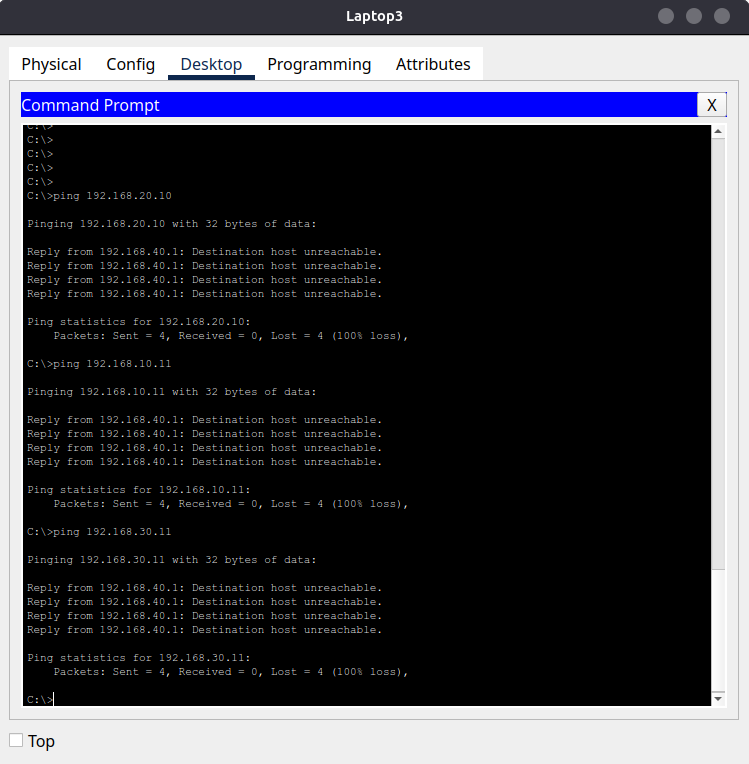 Laptop3
Physical Config Desktop Programming Attributes
Command Prompt X
C:\>
C:\>
C:\>
C:\>
C:\>
C:\>ping 192.168.20.10
Pinging 192.168.20.10 with 32 bytes of data:
Reply from 192.168.40.1: Destination host unreachable.
Reply from 192.168.40.1: Destination host unreachable.
Reply from 192.168.40.1: Destination host unreachable.
Reply from 192.168.40.1: Destination host unreachable.
Ping statistics for 192.168.20.10:
Packets: Sent = 4, Received = 0, Lost = 4 (100% loss),
C:\>ping 192.168.10.11
Pinging 192.168.10.11 with 32 bytes of data:
Reply from 192.168.40.1: Destination host unreachable.
Reply from 192.168.40.1: Destination host unreachable.
Reply from 192.168.40.1: Destination host unreachable.
Reply from 192.168.40.1: Destination host unreachable.
Ping statistics for 192.168.10.11:
Packets: Sent = 4, Received = 0, Lost = 4 (100% loss),
C:\>ping 192.168.30.11
Pinging 192.168.30.11 with 32 bytes of data:
Reply from 192.168.40.1: Destination host unreachable.
Reply from 192.168.40.1: Destination host unreachable.
Reply from 192.168.40.1: Destination host unreachable.
Reply from 192.168.40.1: Destination host unreachable.
Ping statistics for 192.168.30.11:
Packets: Sent = 4, Received = 0, Lost = 4 (100% loss),
C:\>
Top